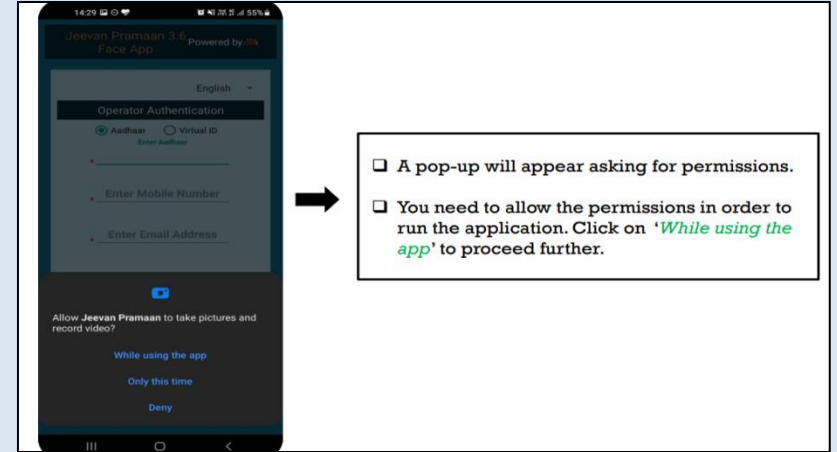 14:29
55%
Jeevan Pramaan 3.6
Face App
Powered by
English
Operator Authentication
Aadhaar Virtual ID
Enter Aadhaar
*
* Enter Mobile Number
* Enter Email Address
Allow Jeevan Pramaan to take pictures and
record video?
While using the app
Only this time
Deny
A pop-up will appear asking for permissions.
You need to allow the permissions in order to
run the application. Click on ‘While using the
app’ to proceed further.